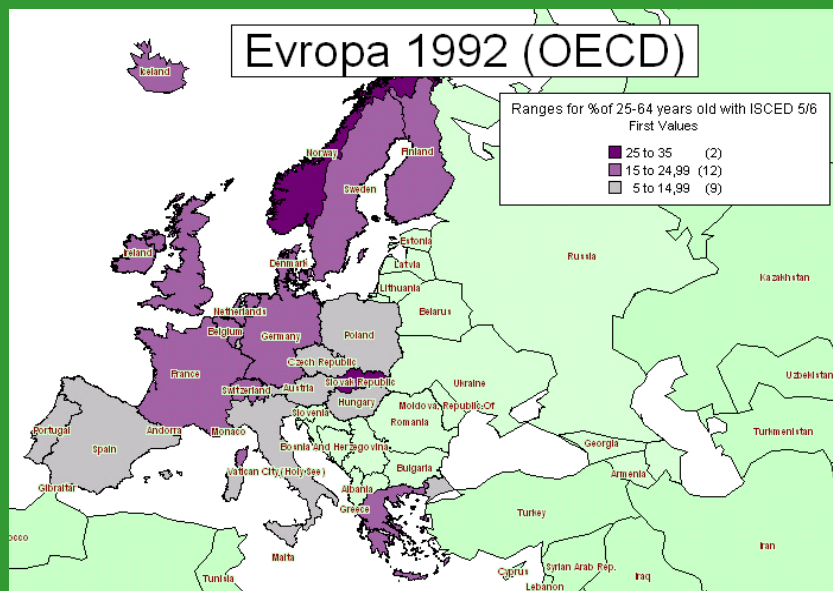 Evropa 1992 (OECD)
Ranges for % of 25-64 years old with ISCED 5/6
First Values
25 to 35 (2)
15 to 24,99 (12)
5 to 14,99 (9)
Iceland
Norway
Finland
Sweden
Estonia
Russia
Ireland
Denmark
Latvia
Kazakhstan
Lithuania
Netherlands
Belarus
Belgium
Germany
Poland
Czech Republic
France
Slovak Republic
Uzbekistan
Switzerland
Austria
Ukraine
Hungary
Moldova, Republic Of
Slovenia
Romania
Portugal
Andorra
Monaco
Turkmenistan
Spain
Bosnia And Herzegovina
Georgia
Vatican City (Holy See)
Bulgaria
Armenia
Gibraltar
Albania
Greece
Turkey
occo
Iran
Malta
Syrian Arab Rep.
Tunisia
Cyprus
Iraq
Lebanon